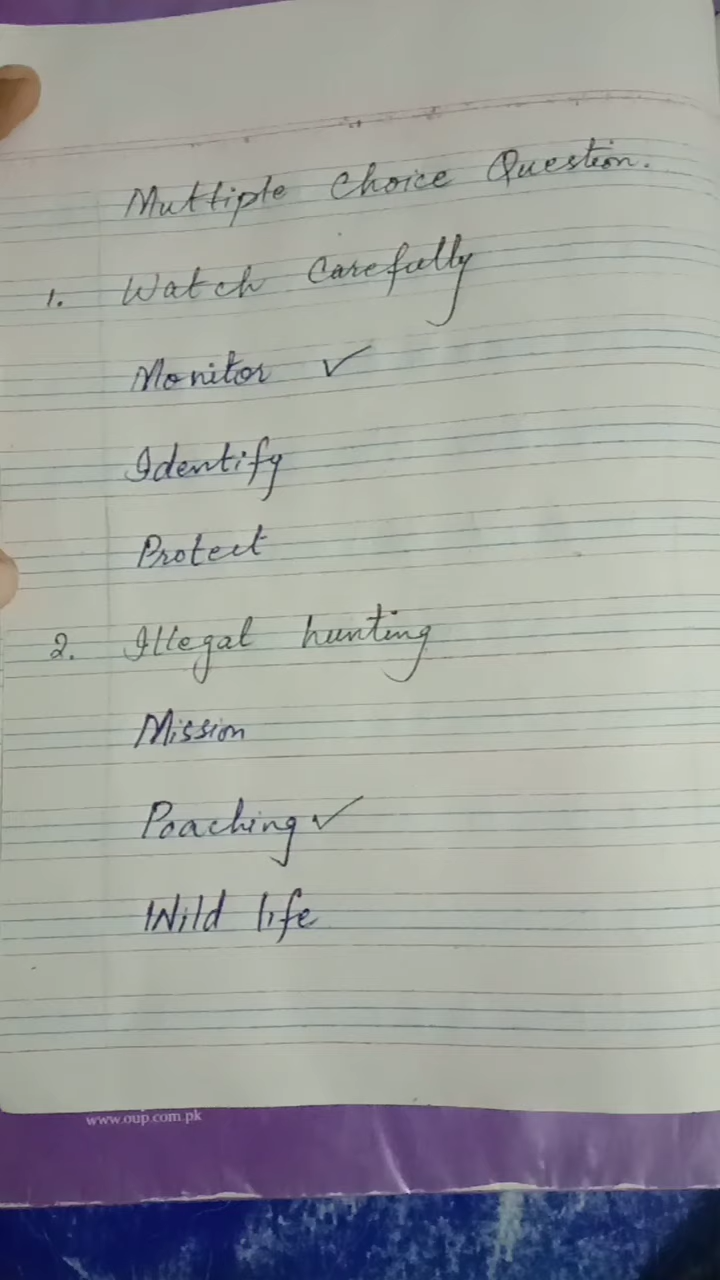 Multiple Choice Question.
1. Watch Carefully
Monitor ✓
Identify
Protect
2. Illegal hunting
Mission
Poaching ✓
Wild life
www.oup.com.pk